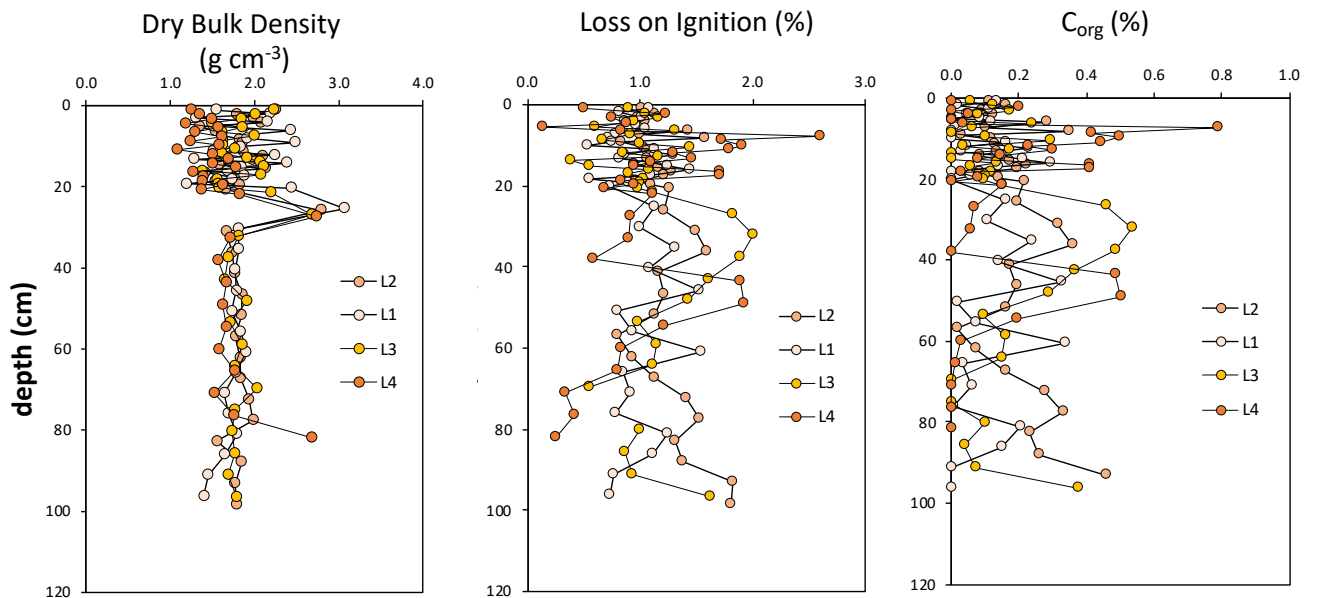 Dry Bulk Density
(g cm-3)
0.0 1.0 2.0 3.0 4.0
0
20
40
60
80
100
120
depth (cm)
L2
L1
L3
L4
Loss on Ignition (%)
0.0 1.0 2.0 3.0
0
20
40
60
80
100
120
L2
L1
L3
L4
Corg (%)
0.0 0.2 0.4 0.6 0.8 1.0
0
20
40
60
80
100
120
L2
L1
L3
L4